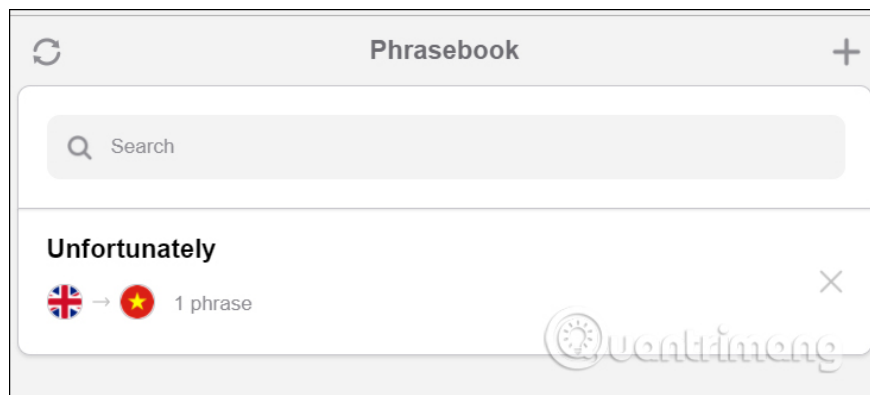 Phrasebook
Search
Unfortunately
1 phrase
Quantrimang